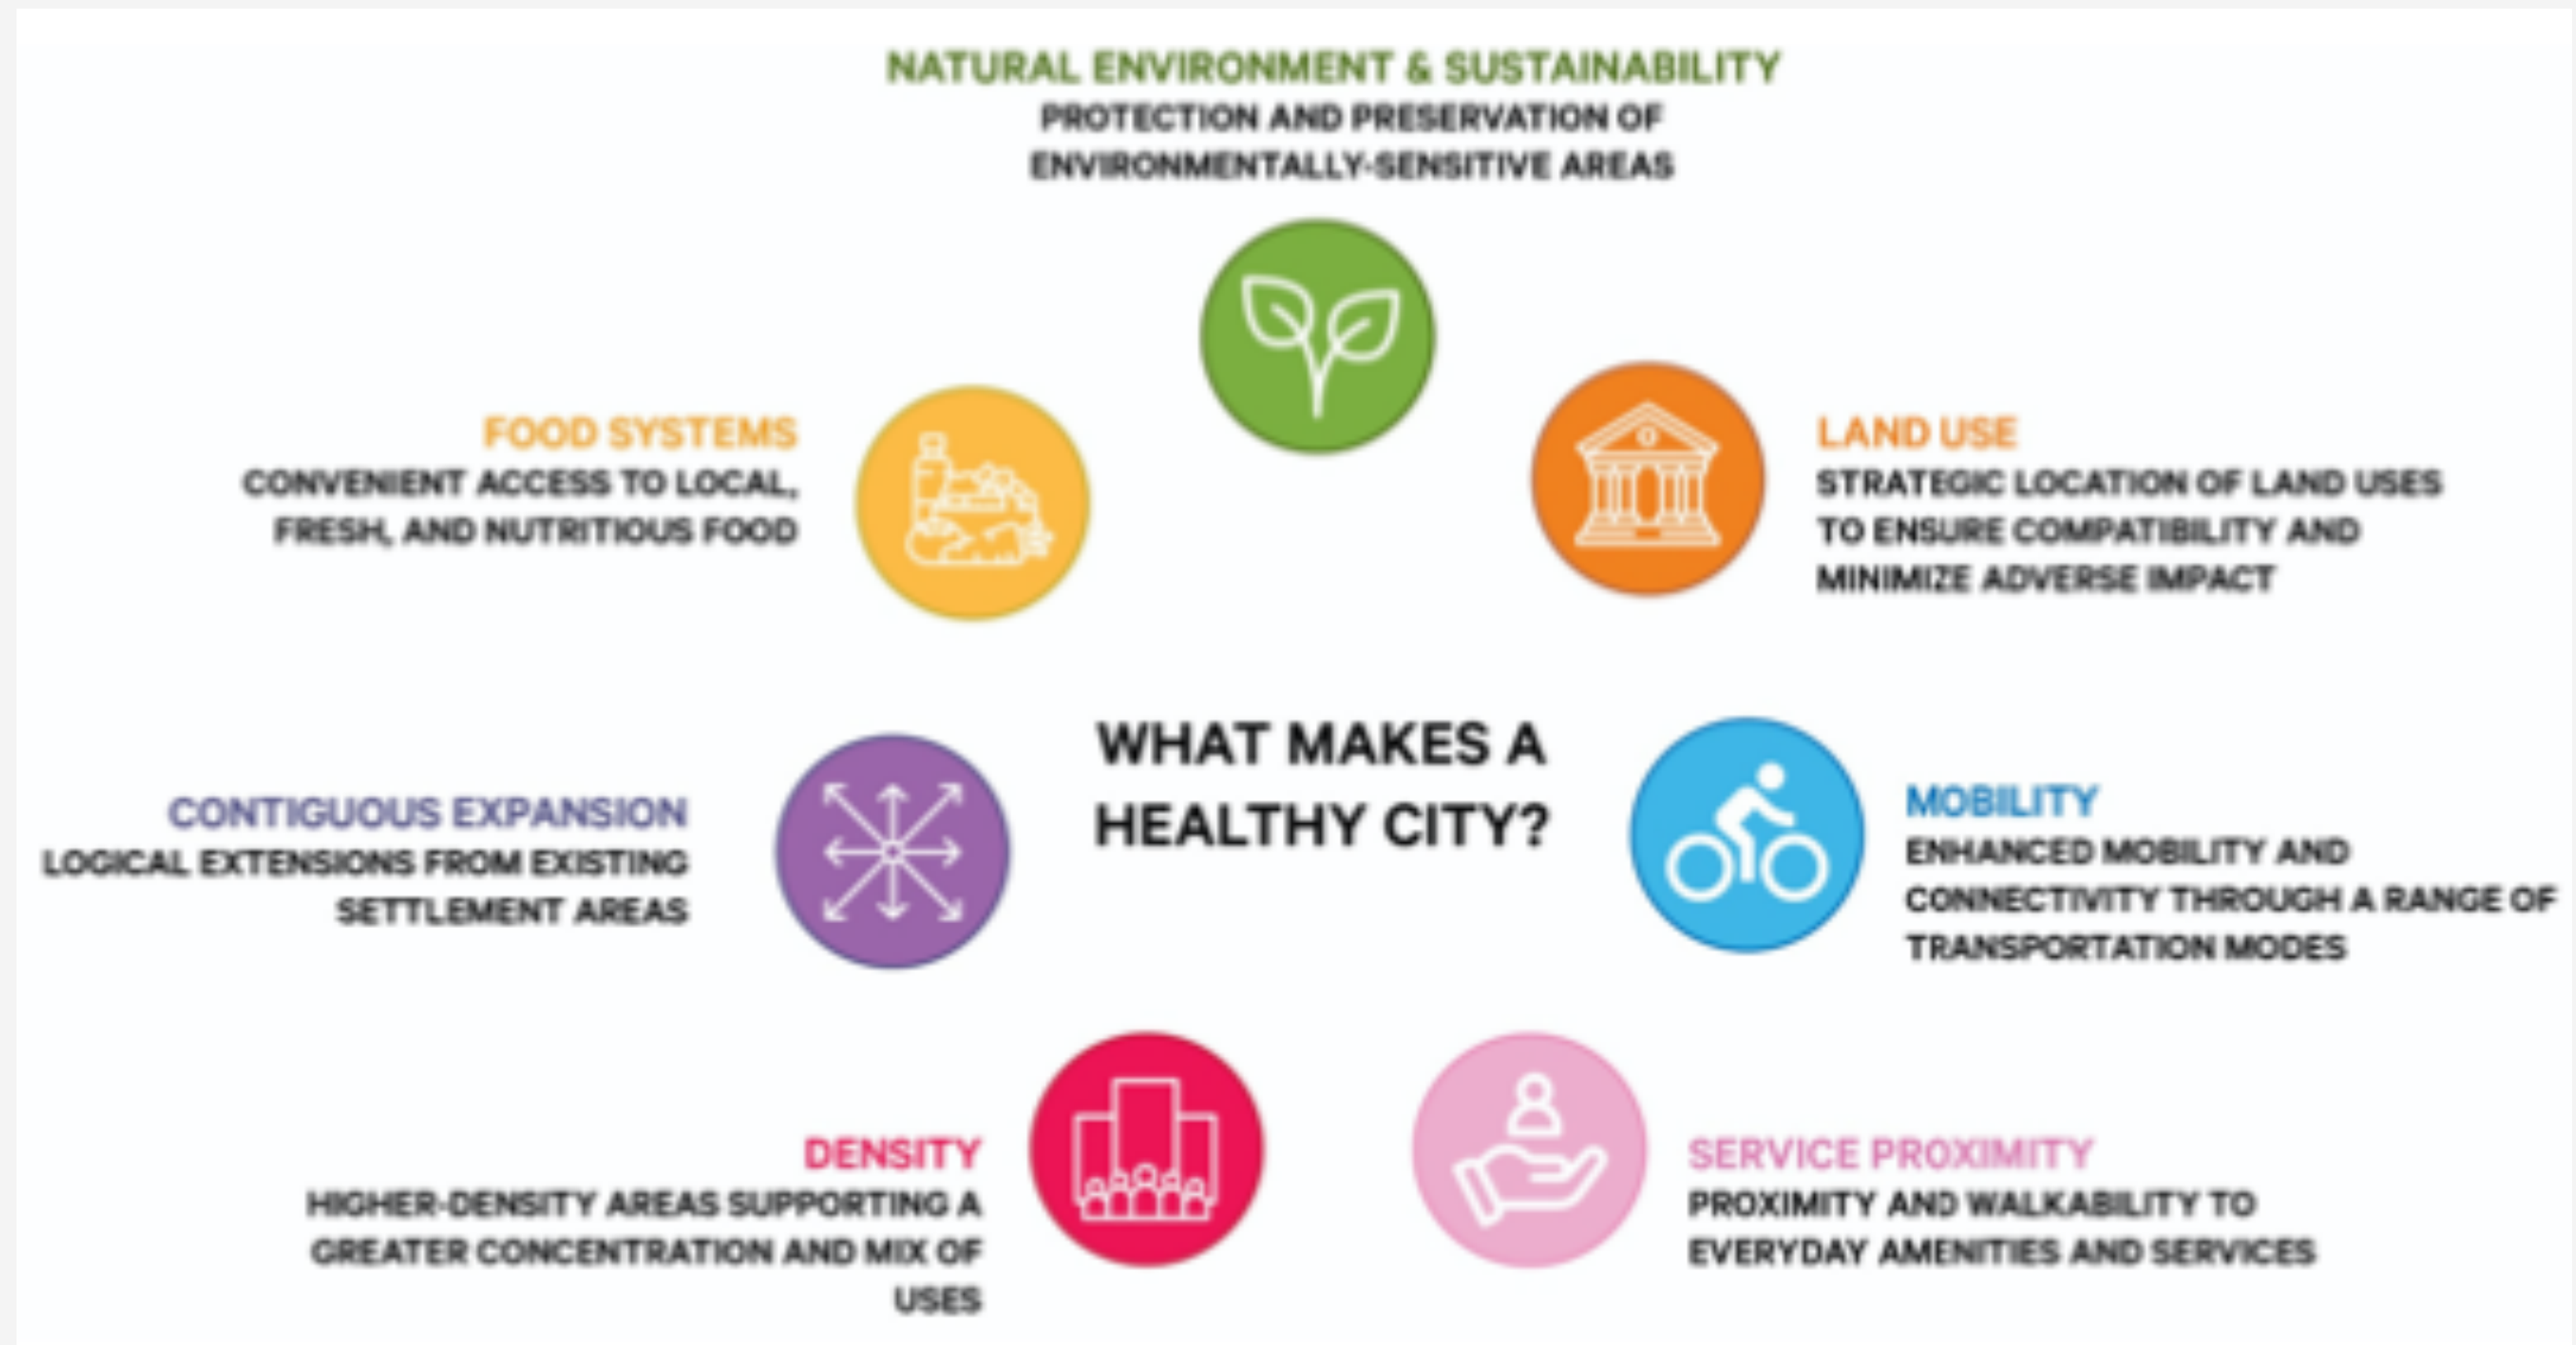 NATURAL ENVIRONMENT & SUSTAINABILITY
PROTECTION AND PRESERVATION OF
ENVIRONMENTALLY-SENSITIVE AREAS
FOOD SYSTEMS
CONVENIENT ACCESS TO LOCAL,
FRESH, AND NUTRITIOUS FOOD
LAND USE
STRATEGIC LOCATION OF LAND USES
TO ENSURE COMPATIBILITY AND
MINIMIZE ADVERSE IMPACT
WHAT MAKES A
HEALTHY CITY?
CONTIGUOUS EXPANSION
LOGICAL EXTENSIONS FROM EXISTING
SETTLEMENT AREAS
MOBILITY
ENHANCED MOBILITY AND
CONNECTIVITY THROUGH A RANGE OF
TRANSPORTATION MODES
DENSITY
HIGHER-DENSITY AREAS SUPPORTING A
GREATER CONCENTRATION AND MIX OF
USES
SERVICE PROXIMITY
PROXIMITY AND WALKABILITY TO
EVERYDAY AMENITIES AND SERVICES